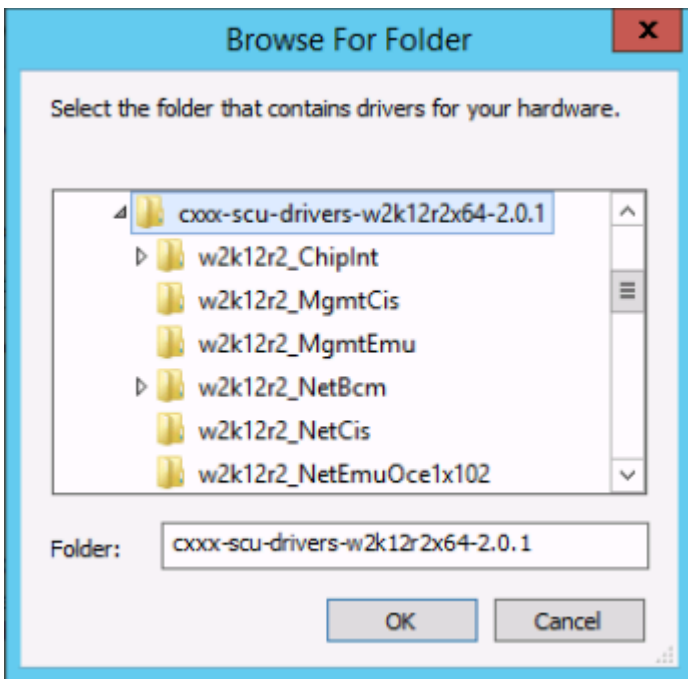 Browse For Folder
x
Select the folder that contains drivers for your hardware.
cxxx-scu-drivers-w2k12r2x64-2.0.1
w2k12r2_ChipInt
w2k12r2_MgmtCis
w2k12r2_MgmtEmu
w2k12r2_NetBcm
w2k12r2_NetCis
w2k12r2_NetEmuOce1x102
Folder: cxxx-scu-drivers-w2k12r2x64-2.0.1
OK Cancel